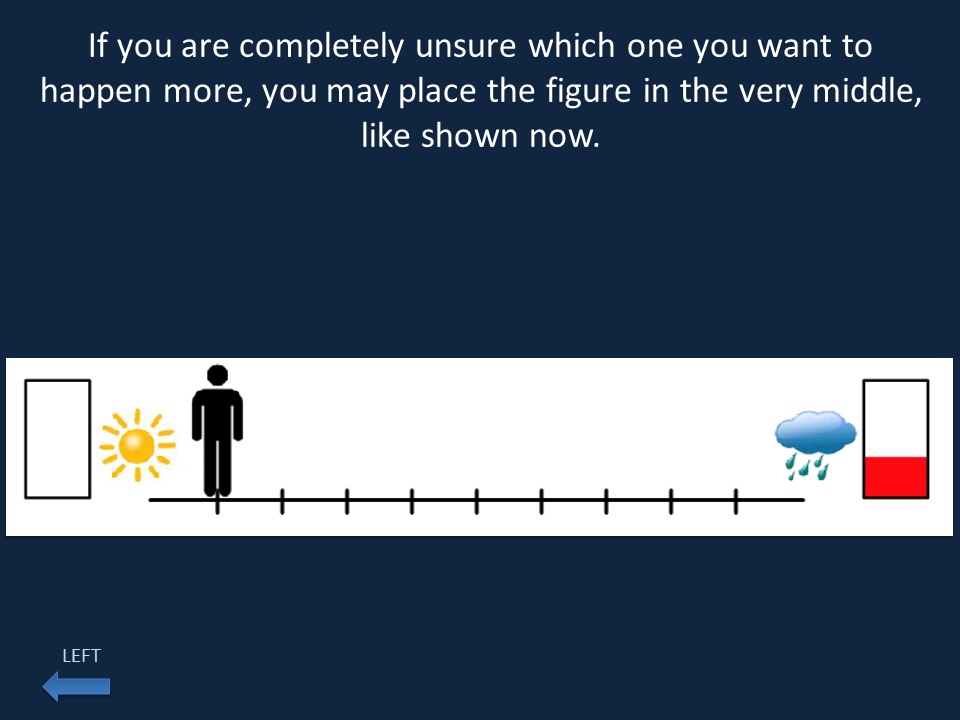 If you are completely unsure which one you want to
happen more, you may place the figure in the very middle,
like shown now.
LEFT